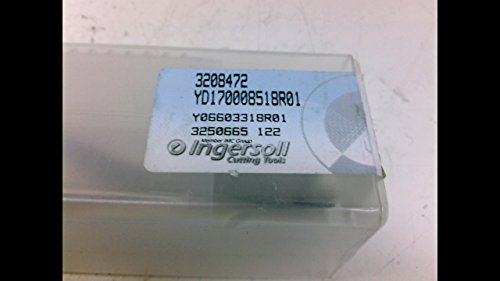 3208472
YD170008518R01
Y06603318R01
3250665 122
Member IMC Group
Ingersoll
Cutting Tools